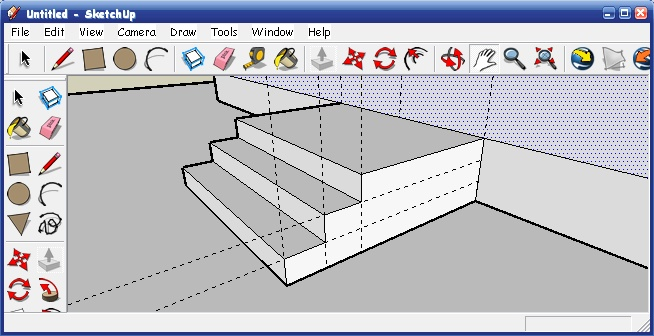 Untitled - SketchUp
File Edit View Camera Draw Tools Window Help